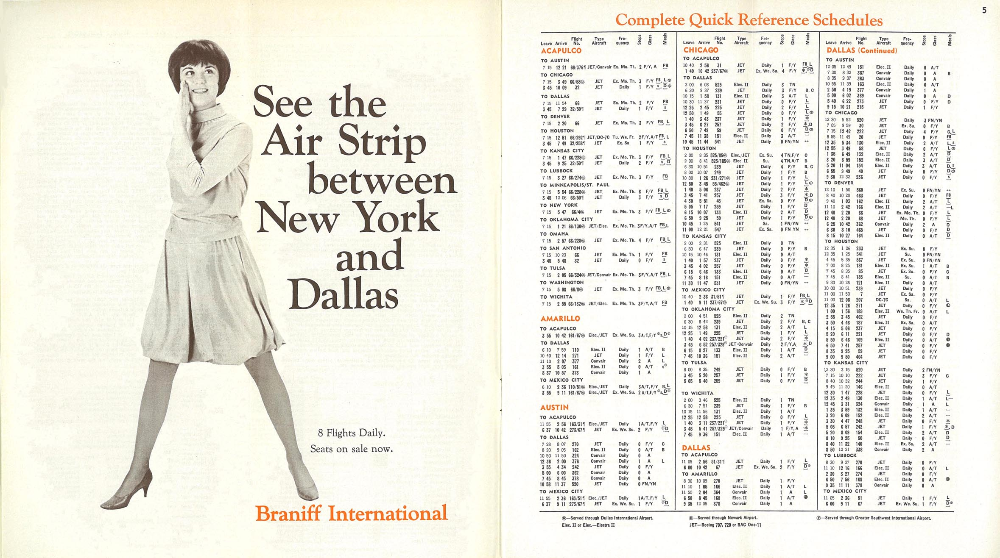 See the
Air Strip
between
New York
and
Dallas
8 Flights Daily.
Seats on sale now.
Braniff International
5
Complete Quick Reference Schedules
Leave Arrive Flight No. Type Aircraft Fre-quency Stops Class Meals
ACAPULCO
TO AUSTIN
7 15 12 21 66/376¶ JET/Convair Ex. Mo. Th. 2 F/Y, A FB
TO CHICAGO
7 15 3 49 66/58@ JET Ex. Mo. Th. 3 F/Y FB, L
3 45 10 09 32 JET Daily 1 F/Y s, D
TO DALLAS
7 15 11 54 66 JET Ex. Mo. Th. 2 F/Y FB
3 45 7 29 32/50¶ JET Daily 1 F/Y s
TO DENVER
7 15 2 20 66 JET Ex. Mo. Th. 3 F/Y FB, L
TO HOUSTON
7 15 12 51 66/292¶ JET/DC-7C Tu. We. Fr. 2F/Y,A/T FB, L
3 45 7 49 32/258¶ JET Ex. Sa 1 F/Y s
TO KANSAS CITY
7 15 1 47 66/228@ JET Ex. Mo. Th. 3 F/Y FB,L
3 45 9 25 32/50¶ JET Daily 2 F/Y s, D
TO LUBBOCK
7 15 3 27 66/274@ JET Ex. Mo. Th. 3 F/Y FB
TO MINNEAPOLIS/ST. PAUL
7 15 5 54 66/228@ JET Ex. Mo. Th. 6 F/Y FB,L
3 45 12 06 66/50¶ JET Daily 3 F/Y s,D
TO NEW YORK
7 15 5 47 66/4@ JET Ex. Mo. Th. 3 F/Y FB, L
TO OKLAHOMA CITY
7 15 1 21 66/130@ JET/Elec. Ex. Mo. Th. 3F/Y,A/T FB,L
TO OMAHA
7 15 2 57 66/228@ JET Ex. Mo. Th. 4 F/Y FB,L
TO SAN ANTONIO
7 15 10 23 66 JET Ex. Mo. Th. 1 F/Y FB
3 45 5 48 32 JET Daily 0 F/Y s
TO TULSA
7 15 2 05 66/324@ JET/Convair Ex. Mo. Th. 3F/Y,A/T FB, L
TO WASHINGTON
7 15 5 08 66/8@ JET Ex. Mo. Th. 3 F/Y FB,L
TO WICHITA
7 15 2 55 66/132@ JET/Elec. Ex. Mo. Th. 3F/Y,A/T FB
AMARILLO
TO ACAPULCO
3 55 10 42 161/67@ Elec./JET Ex. We. Su. 3A/T,F/Y ⊕s,D⊕
TO DALLAS
6 10 7 59 110 Elec. II Daily 1 A/T B
10 40 12 14 271 JET Daily 1 F/Y L
11 10 2 07 377 Convair Daily 2 A L
3 55 5 03 161 Elec. II Daily 0 A/T s⊕
8 37 10 57 373 Convair Daily 1 A
TO MEXICO CITY
6 10 2 36 110/51@ Elec./JET Daily 3A/T,F/Y B,L
3 55 9 11 161/67@ Elec./JET Ex. We. Su. 2 A/T,F/Y ⊕s,D⊕
AUSTIN
TO ACAPULCO
11 55 2 56 163/31¶ Elec./JET Daily 1A/T,F/Y L
6 37 10 42 273/67¶ JET Ex. We. Su. 2 F/Y ⊕D
TO DALLAS
7 28 8 07 270 JET Daily 0 F/Y C
8 20 9 05 162 Elec. II Daily 0 A/T B
10 50 11 50 324 Convair Daily 0 A
12 36 2 00 376 Convair Daily 1 A L
3 55 4 34 242 JET Daily 0 F/Y
5 00 6 00 362 Convair Daily 0 A
7 45 8 45 378 Convair Daily 0 A
10 58 11 37 520 JET Daily 0 FN/YN
TO MEXICO CITY
11 55 2 36 163/51¶ Elec./JET Daily 1A/T,F/Y L
6 37 9 11 273/67¶ JET Ex. We. Su. 1 F/Y ⊕D
Leave Arrive Flight No. Type Aircraft Fre-quency Stops Class Meals
CHICAGO
TO ACAPULCO
10 40 2 56 31 JET Daily 1 F/Y FB,L
1 40 10 42 237/67@ JET Ex. We. Su. 4 F/Y *,⊕D
TO DALLAS
2 00 6 03 525 Elec. II Daily 3 TN
6 30 9 37 239 JET Daily 3 F/Y B, C
10 15 1 58 131 Elec. II Daily 3 A/T L
10 30 11 37 231 JET Daily 0 F/Y L
12 25 2 45 225 JET Daily 2 F/Y L
12 50 1 49 55 JET Daily 0 F/Y L
1 40 3 43 237 JET Daily 1 F/Y *
3 45 6 27 257 JET Daily 2 F/Y *,D
6 50 7 49 59 JET Daily 0 F/Y D
7 45 11 38 151 Elec. II Daily 3 A/T —
10 45 11 44 541 JET Daily 0 FN/YN ++
TO HOUSTON
2 00 8 35 525/85@ Elec./JET Ex. Su. 4 TN,F/Y C
2 00 8 41 525/185@ Elec. II Su. 4 TN,A/T B
6 30 10 51 239 JET Daily 4 F/Y B, C
8 00 10 07 249 JET Daily 1 F/Y B
10 30 1 26 231/271@ JET Daily 1 F/Y L
12 50 3 45 55/462@ JET Daily 1 F/Y L
1 40 5 06 237 JET Daily 2 F/Y *
3 45 7 41 257 JET Daily 3 F/Y *,D
4 30 5 51 45 JET Ex. Sa. 0 F/Y D
5 05 7 17 259 JET Daily 1 F/Y D
6 15 10 07 133 Elec. II Daily 2 A/T D
6 50 9 25 59 JET Daily 1 F/Y D
10 45 1 25 541 JET Sa. 1 FN/YN ++
11 00 12 21 547 JET Ex. Sa. 0 FN YN ++
TO KANSAS CITY
2 00 2 31 525 Elec. II Daily 0 TN
6 30 6 47 239 JET Daily 0 F/Y B
10 15 10 46 131 Elec. II Daily 0 A/T
1 40 1 57 237 JET Daily 0 F/Y *
3 45 4 02 257 JET Daily 0 F/Y *
6 15 6 46 133 Elec. II Daily 0 A/T D
7 45 8 16 151 Elec. II Daily 0 A/T —
11 30 11 47 531 JET Daily 0 FN/YN ++
TO MEXICO CITY
10 40 2 36 31/51¶ JET Daily 1 F/Y FB,L
1 40 9 11 237/67@ JET Ex. We. Su. 3 F/Y *,⊕D
TO OKLAHOMA CITY
2 00 4 51 525 Elec. II Daily 2 TN
6 30 8 42 239 JET Daily 2 F/Y B, C
10 15 12 56 131 Elec. II Daily 2 A/T L
12 25 1 49 225 JET Daily 1 F/Y L
1 40 4 02 237/221⊙ JET Daily 2 F/Y *
3 45 6 52 257/329⊙ JET/Convair Daily 2 F/Y,A *,D
6 15 8 27 133 Elec. II Daily 1 A/T D
7 45 10 36 151 Elec. II Daily 2 A/T —
TO TULSA
8 00 8 35 249 JET Daily 0 F/Y B
3 45 5 20 257 JET Daily 1 F/Y *
5 05 5 40 259 JET Daily 0 F/Y D
TO WICHITA
2 00 3 46 525 Elec. II Daily 1 TN
6 30 7 51 239 JET Daily 1 F/Y B
10 15 11 56 131 Elec. II Daily 1 A/T
12 25 12 58 225 JET Daily 0 F/Y L
1 40 3 11 237/221⊙ JET Daily 1 F/Y *
3 45 5 41 257/329⊙ JET/Convair Daily 1 F/Y, A *
7 45 9 36 151 Elec. II Daily 1 A/T —
DALLAS
TO ACAPULCO
11 05 2 56 51/31¶ JET Daily 1 F/Y L
6 00 10 42 67 JET Ex. We. Su. 2 F/Y D⊕
TO AMARILLO
8 30 10 09 270 JET Daily 1 F/Y
11 10 1 05 166 Elec. II Daily 1 A/T L
11 50 2 04 364 Convair Daily 1 A L
6 50 8 45 168 Elec. II Daily 1 A/T
9 35 12 05 378 Convair Daily 1 A
Leave Arrive Flight No. Type Aircraft Fre-quency Stops Class Meals
DALLAS (Continued)
TO AUSTIN
12 05 12 49 151 Elec. II Daily 0 A/T
7 30 8 32 387 Convair Daily 0 A B
8 35 9 37 363 Convair Daily 0 A
10 55 11 39 163 Elec. II Daily 0 A/T
2 50 4 19 377 Convair Daily 1 A
5 00 6 02 369 Convair Daily 0 A D
5 40 6 22 273 JET Daily 0 F/Y D
9 15 10 21 215 JET Daily 1 F/Y
TO CHICAGO
12 30 5 52 520 JET Daily 3 FN/YN
7 05 9 59 30 JET Ex. Su. 0 F/Y B
7 15 12 42 222 JET Daily 4 F/Y C,L
8 55 11 49 20 JET Daily 0 F/Y FB
12 35 5 34 130 Elec. II Daily 2 A/T L,s
12 55 3 49 58 JET Daily 0 F/Y L
1 35 6 49 132 Elec. II Daily 2 A/T D
3 20 8 59 152 Elec. II Daily 3 A/T D
5 20 11 04 154 Elec. II Daily 3 A/T D,s
6 55 9 49 40 JET Daily 0 F/Y D
9 30 12 32 236 JET Daily 0 F/Y s
TO DENVER
12 10 1 50 560 JET Ex. Su. 0 FN/YN ++
8 40 10 20 463 JET Daily 0 F/Y FB
9 40 1 03 162 Elec. II Daily 2 A/T L
11 10 2 42 166 Elec. II Daily 2 A/T —L
12 40 2 20 66 JET Ex. Mo. Th. 0 F/Y L
12 40 2 20 68 JET Mo. Th. 0 F/Y L
6 25 10 42 362 Convair Daily 2 A D
6 30 8 10 465 JET Daily 0 F/Y D
8 15 10 27 164 Elec. II Daily 0 A/T D
TO HOUSTON
12 35 1 26 233 JET Ex. Su. 0 F/Y
12 35 1 25 541 JET Su. 0 FN/YN
4 45 5 35 567 JET Ex. Su. 0 FN/YN
7 00 8 25 181 Elec. II Ex. Su. 1 A/T B
7 45 8 35 85 JET Ex. Su. 0 F/Y C
7 45 8 41 185 Elec. II Su. 0 A/T B
9 30 10 26 121 Elec. II Daily 0 A/T
10 00 10 51 239 JET Daily 0 F/Y
11 00 11 50 7 JET Ex. Sa. 0 F/Y
11 00 12 08 207 DC-7C Sa. 0 A/T L
12 35 1 26 271 JET Daily 0 F/Y Ⓛ
1 00 1 56 189 Elec. II We. Th. Fr. 0 A/T L
2 55 3 45 462 JET Daily 0 F/Y
3 50 4 46 187 Elec. II Ex. Sa. 0 A/T
4 15 5 06 237 JET Daily 0 F/Y
5 20 6 11 221 JET Daily 0 F/Y D
5 50 6 46 109 Elec. II Daily 0 A/T
6 50 7 41 257 JET Daily 0 F/Y
8 35 9 25 59 JET Daily 0 F/Y
9 00 9 50 464 JET Daily 0 F/Y
TO KANSAS CITY
12 30 3 15 520 JET Daily 2 FN/YN
7 15 10 10 222 JET Daily 3 F/Y C
8 40 10 32 244 JET Daily 1 F/Y
9 45 11 20 146 Elec. II Daily 0 A/T
12 30 1 47 228 JET Daily 0 F/Y L
12 35 2 49 130 Elec. II Daily 1 A/T L—
12 45 3 31 324 Convair Daily 1 A L
1 35 3 59 132 Elec. II Daily 1 A/T —
3 20 6 09 152 Elec. II Daily 2 A/T —
3 30 4 47 248 JET Daily 0 F/Y *
5 05 6 57 242 JET Daily 1 F/Y *, D
5 20 8 09 154 Elec. II Daily 2 A/T D
8 10 9 25 50 JET Daily 0 F/Y D
8 40 11 32 140 Elec. II Ex. Sa. 2 A/T —
8 50 12 21 338 Convair Daily 2 A
TO LUBBOCK
8 30 9 27 270 JET Daily 0 F/Y
11 10 12 16 166 Elec. II Daily 0 A/T L
2 30 3 27 274 JET Daily 0 F/Y
6 50 7 56 168 Elec. II Daily 0 A/T
9 35 11 11 378 Convair Daily 0 A
TO MEXICO CITY
11 05 2 36 51 JET Daily 1 F/Y L
6 00 9 11 67 JET Ex. We. Su. 1 F/Y D⊕
—Served through Dulles International Airport.
Elec. II or Elec.—Electra II
—Served through Newark Airport.
JET—Boeing 707, 720 or BAC One-11
—Served through Greater Southwest International Airport.